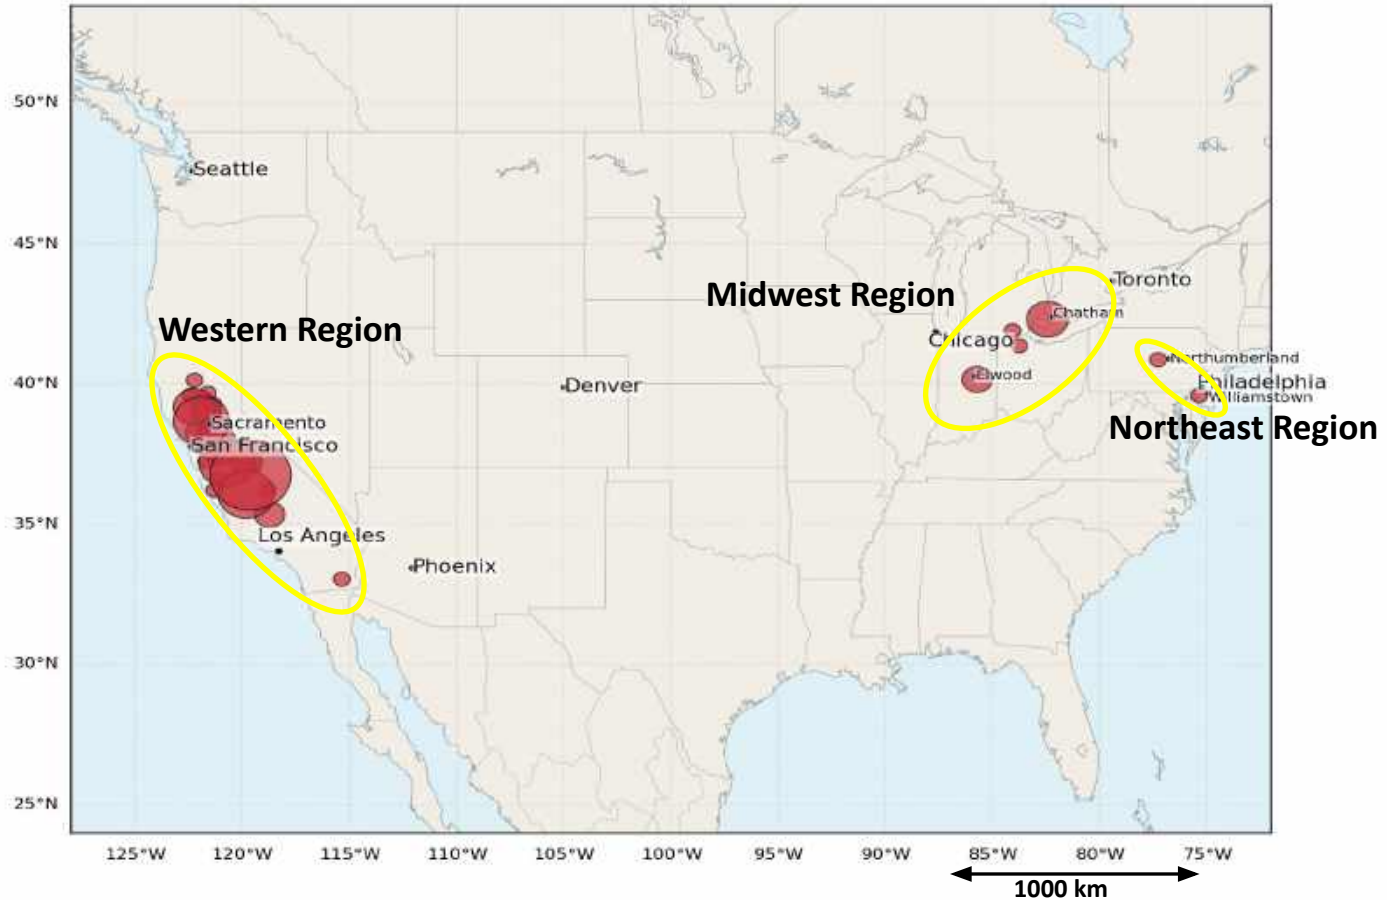 50°N
Seattle
45°N
Toronto
Midwest Region
Chatham
Western Region
Chicago
Northumberland
40°N
Denver
Elwood
Philadelphia
Williamstown
Sacramento
Northeast Region
San Francisco
35°N
Los Angeles
Phoenix
30°N
25°N
125°W 120°W 115°W 110°W 105°W 100°W 95°W 90°W 85°W 80°W 75°W
1000 km